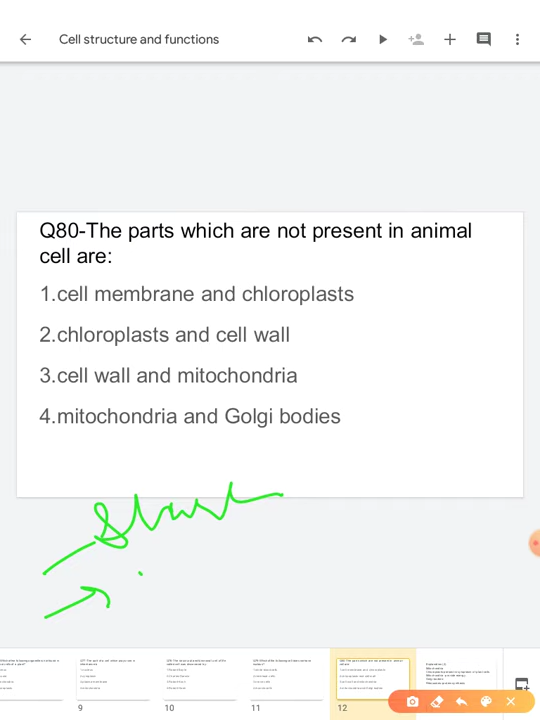 Cell structure and functions
Q80-The parts which are not present in animal
cell are:
1.cell membrane and chloroplasts
2.chloroplasts and cell wall
3.cell wall and mitochondria
4.mitochondria and Golgi bodies
9
10
11
12